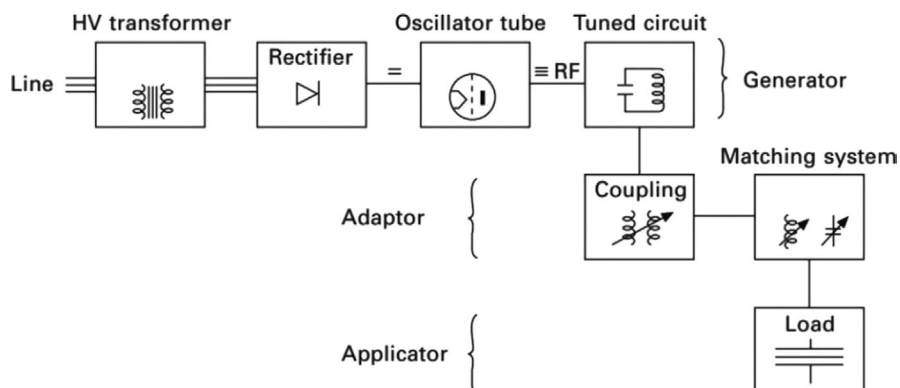 HV transformer
Oscillator tube
Tuned circuit
Line
Rectifier
=
≡ RF
Generator
Matching system
Adaptor
Coupling
Applicator
Load